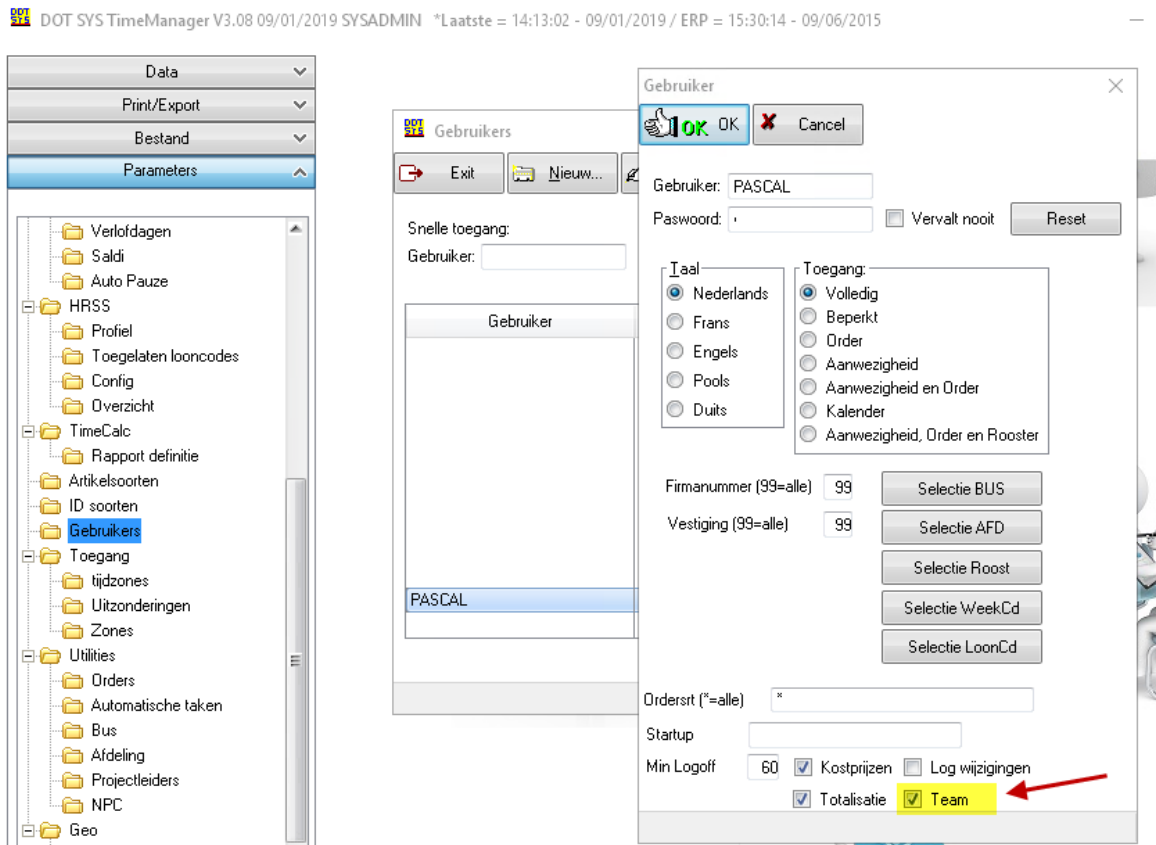 DOT SYS TimeManager V3.08 09/01/2019 SYSADMIN *Laatste = 14:13:02 - 09/01/2019 / ERP = 15:30:14 - 09/06/2015
Data
Print/Export
Bestand
Parameters
Verlofdagen
Saldi
Auto Pauze
HRSS
Profiel
Toegelaten looncodes
Config
Overzicht
TimeCalc
Rapport definitie
Artikelsoorten
ID soorten
Gebruikers
Toegang
tijdzones
Uitzonderingen
Zones
Utilities
Orders
Automatische taken
Bus
Afdeling
Projectleiders
NPC
Geo
DOT SYS Gebruikers
Exit Nieuw...
Snelle toegang:
Gebruiker:
Gebruiker
PASCAL
Gebruiker
OK OK Cancel
Gebruiker: PASCAL
Paswoord: Vervalt nooit Reset
Taal
Nederlands
Frans
Engels
Pools
Duits
Toegang:
Volledig
Beperkt
Order
Aanwezigheid
Aanwezigheid en Order
Kalender
Aanwezigheid, Order en Rooster
Firmanummer (99=alle) 99 Selectie BUS
Vestiging (99=alle) 99 Selectie AFD
Selectie Roost
Selectie WeekCd
Selectie LoonCd
Ordersrt (*=alle) *
Startup
Min Logoff 60 Kostprijzen Log wijzigingen
Totalisatie Team